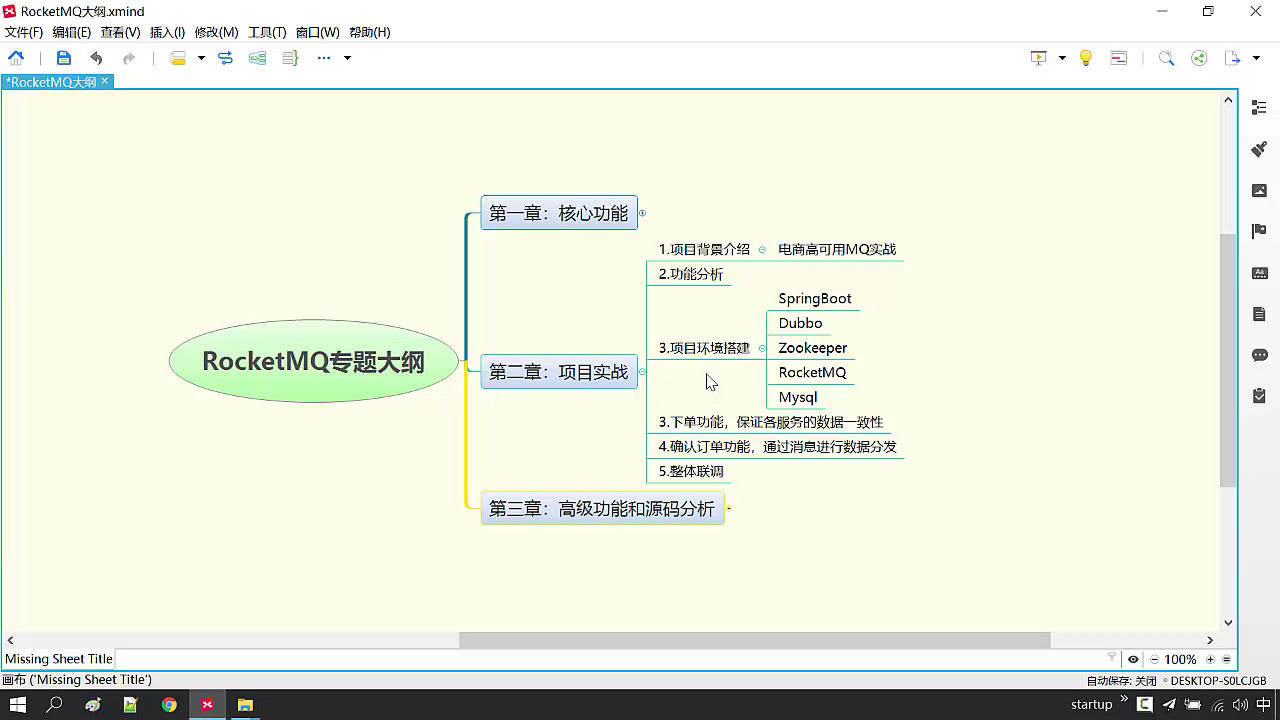 RocketMQ大纲.xmind
文件(F) 编辑(E) 查看(V) 插入(I) 修改(M) 工具(T) 窗口(W) 帮助(H)
*RocketMQ大纲
第一章：核心功能
1.项目背景介绍
电商高可用MQ实战
2.功能分析
SpringBoot
Dubbo
3.项目环境搭建
Zookeeper
RocketMQ专题大纲
第二章：项目实战
RocketMQ
Mysql
3.下单功能，保证各服务的数据一致性
4.确认订单功能，通过消息进行数据分发
5.整体联调
第三章：高级功能和源码分析
Missing Sheet Title
100%
画布 ('Missing Sheet Title')
自动保存: 关闭
DESKTOP-S0LCJGB
startup
中